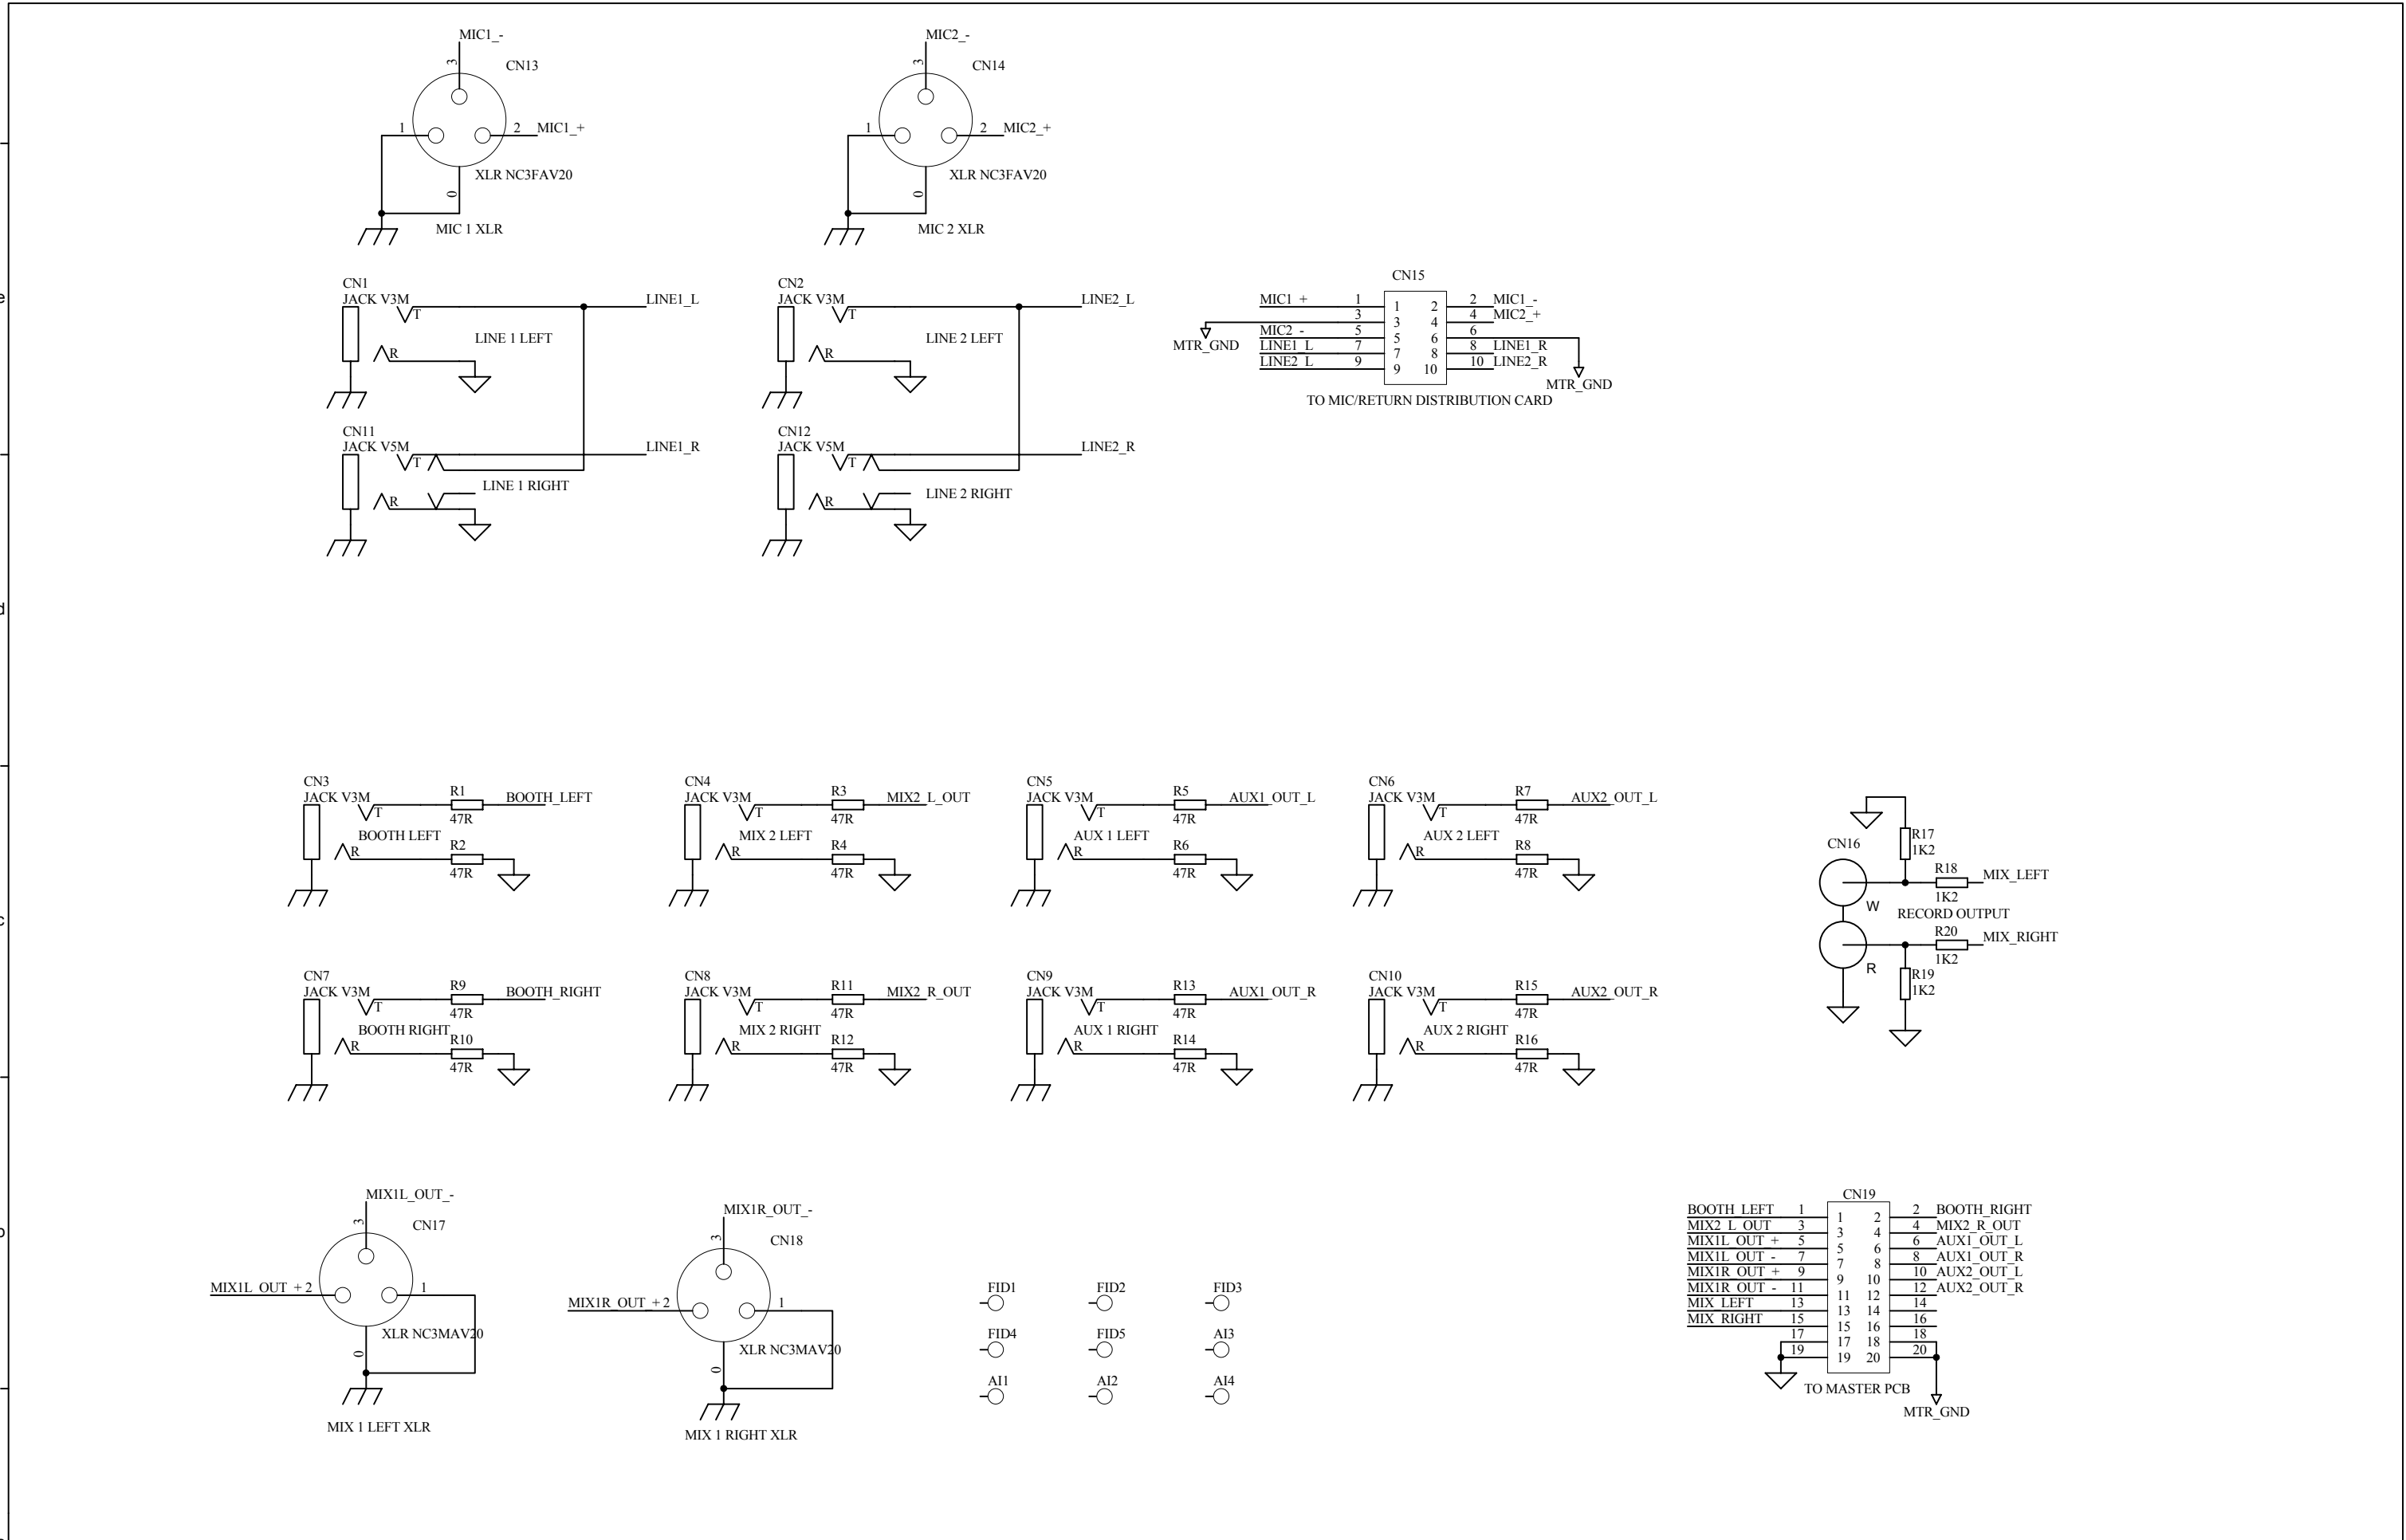 MIC1_-
CN13
3
1
2
MIC1_+
XLR NC3FAV20
0
MIC 1 XLR
MIC2_-
CN14
3
1
2
MIC2_+
XLR NC3FAV20
0
MIC 2 XLR
CN1
JACK V3M
T
LINE1_L
LINE 1 LEFT
R
CN11
JACK V5M
T
LINE1_R
LINE 1 RIGHT
R
CN2
JACK V3M
T
LINE2_L
LINE 2 LEFT
R
CN12
JACK V5M
T
LINE2_R
LINE 2 RIGHT
R
CN15
MIC1_+ 1 1 2 2 MIC1_-
3 3 4 4 MIC2_+
MIC2_- 5 5 6 6
MTR_GND
LINE1_L 7 7 8 8 LINE1_R
LINE2_L 9 9 10 10 LINE2_R
MTR_GND
TO MIC/RETURN DISTRIBUTION CARD
CN3
JACK V3M
T
R1
47R
BOOTH_LEFT
BOOTH LEFT
R
R2
47R
CN4
JACK V3M
T
R3
47R
MIX2_L_OUT
MIX 2 LEFT
R
R4
47R
CN5
JACK V3M
T
R5
47R
AUX1_OUT_L
AUX 1 LEFT
R
R6
47R
CN6
JACK V3M
T
R7
47R
AUX2_OUT_L
AUX 2 LEFT
R
R8
47R
CN16
R17
1K2
R18
1K2
MIX_LEFT
W
RECORD OUTPUT
R20
1K2
MIX_RIGHT
R
R19
1K2
CN7
JACK V3M
T
R9
47R
BOOTH_RIGHT
BOOTH RIGHT
R
R10
47R
CN8
JACK V3M
T
R11
47R
MIX2_R_OUT
MIX 2 RIGHT
R
R12
47R
CN9
JACK V3M
T
R13
47R
AUX1_OUT_R
AUX 1 RIGHT
R
R14
47R
CN10
JACK V3M
T
R15
47R
AUX2_OUT_R
AUX 2 RIGHT
R
R16
47R
MIX1L_OUT_-
3
CN17
MIX1L_OUT_+ 2
1
XLR NC3MAV20
0
MIX 1 LEFT XLR
MIX1R_OUT_-
3
CN18
MIX1R_OUT_+ 2
1
XLR NC3MAV20
0
MIX 1 RIGHT XLR
FID1
FID2
FID3
FID4
FID5
AI3
AI1
AI2
AI4
CN19
BOOTH_LEFT 1 1 2 2 BOOTH_RIGHT
MIX2_L_OUT 3 3 4 4 MIX2_R_OUT
MIX1L_OUT_+ 5 5 6 6 AUX1_OUT_L
MIX1L_OUT_- 7 7 8 8 AUX1_OUT_R
MIX1R_OUT_+ 9 9 10 10 AUX2_OUT_L
MIX1R_OUT_- 11 11 12 12 AUX2_OUT_R
MIX_LEFT 13 13 14 14
MIX_RIGHT 15 15 16 16
17 17 18 18
19 19 20 20
TO MASTER PCB
MTR_GND